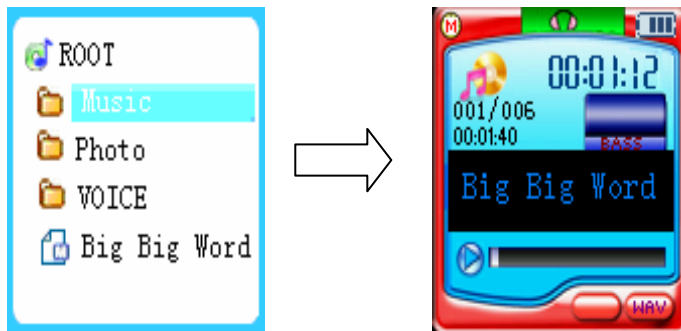 ROOT
Music
Photo
VOICE
Big Big Word
M
00:01:12
001/006
00:01:40
BASS
Big Big Word
WAV